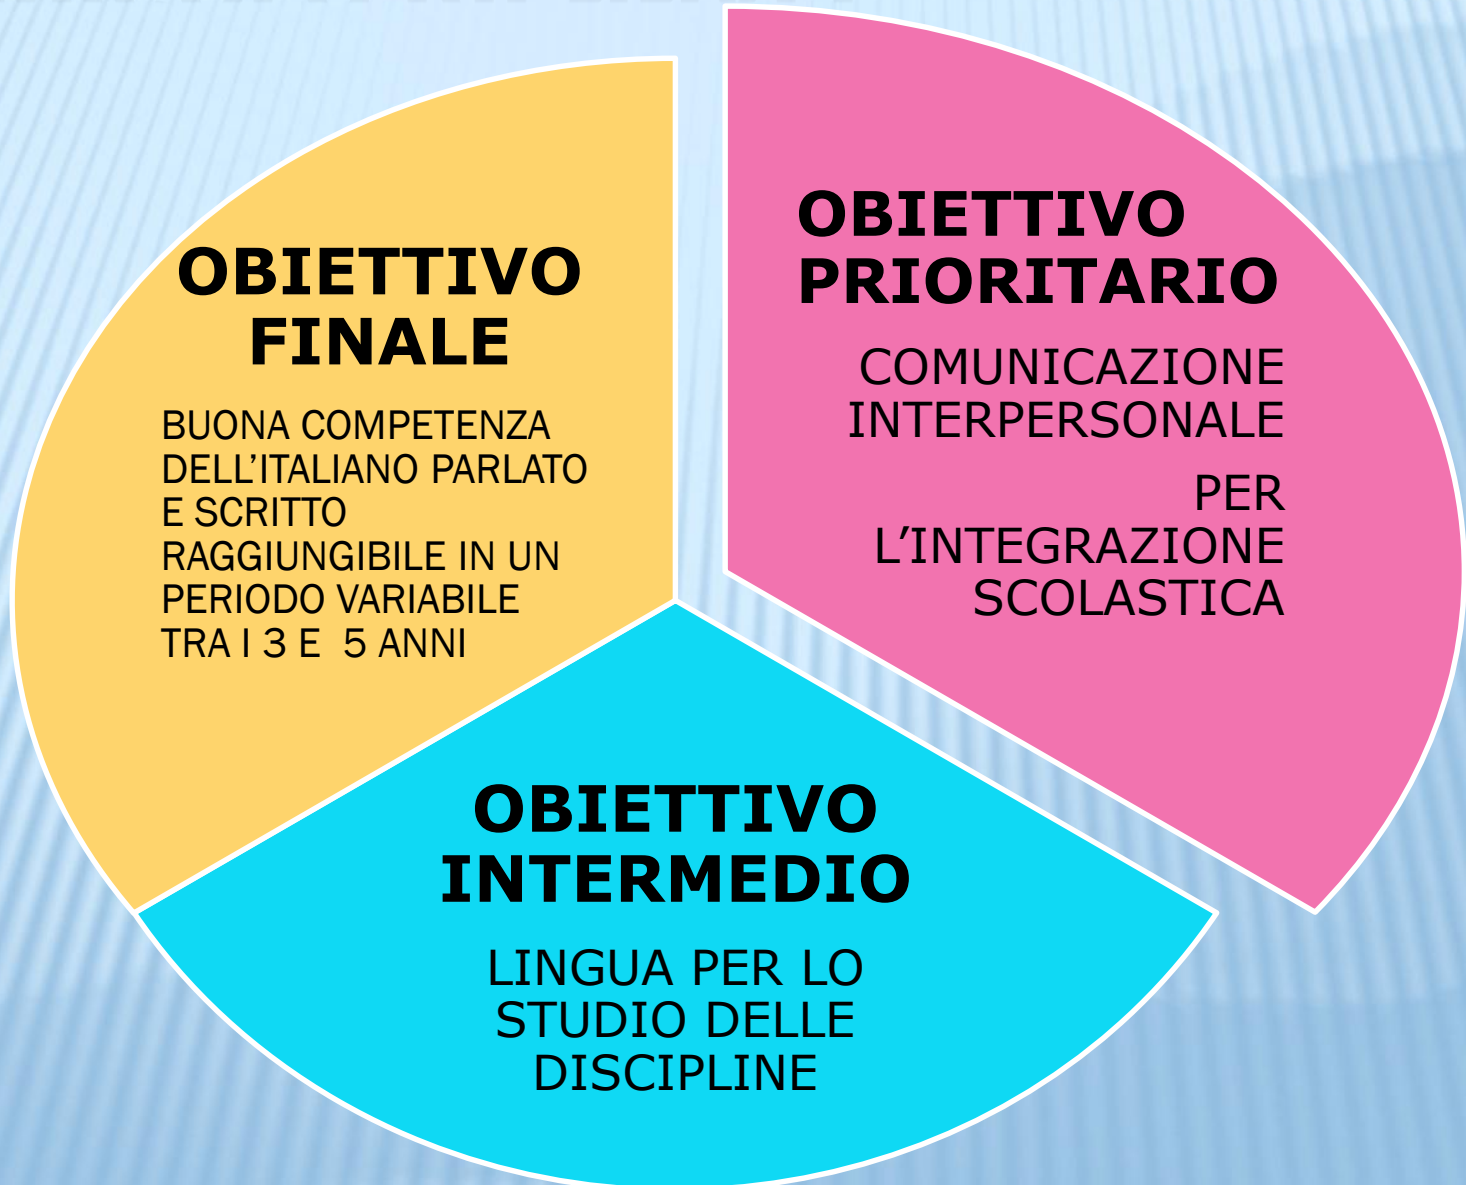 OBIETTIVO
FINALE
BUONA COMPETENZA
DELL’ITALIANO PARLATO
E SCRITTO
RAGGIUNGIBILE IN UN
PERIODO VARIABILE
TRA I 3 E  5 ANNI
OBIETTIVO
PRIORITARIO
COMUNICAZIONE
INTERPERSONALE
PER
L’INTEGRAZIONE
SCOLASTICA
OBIETTIVO
INTERMEDIO
LINGUA PER LO
STUDIO DELLE
DISCIPLINE